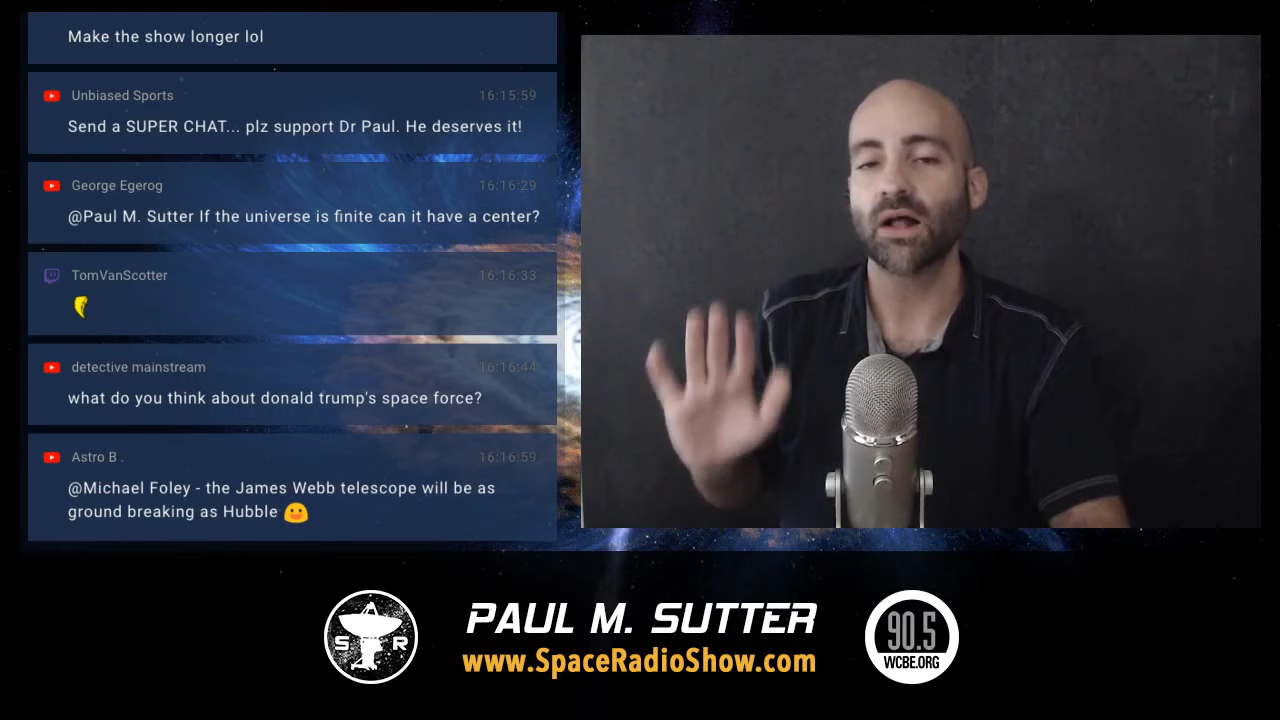 Make the show longer lol
Unbiased Sports 16:15:59
Send a SUPER CHAT... plz support Dr Paul. He deserves it!
George Egerog 16:16:29
@Paul M. Sutter If the universe is finite can it have a center?
TomVanScotter 16:16:33
detective mainstream 16:16:44
what do you think about donald trump's space force?
Astro B . 16:16:59
@Michael Foley - the James Webb telescope will be as
ground breaking as Hubble
S R
PAUL M. SUTTER
www.SpaceRadioShow.com
90.5
WCBE.ORG